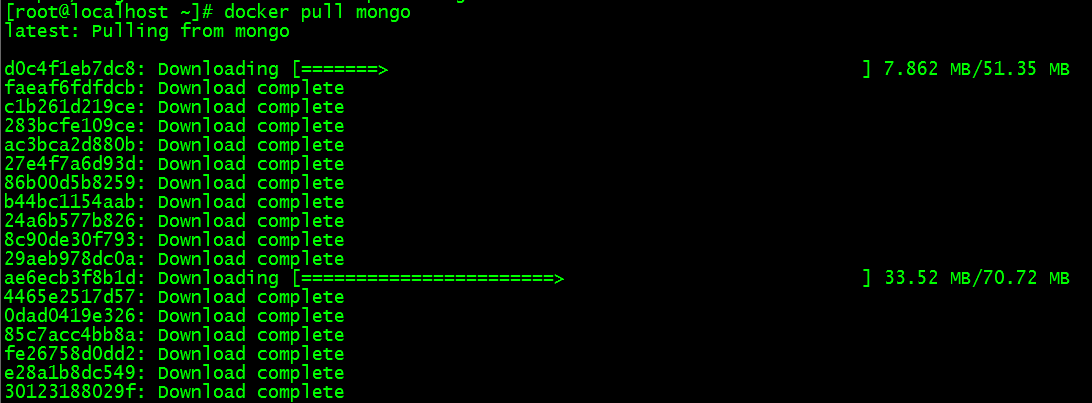 [root@localhost ~]# docker pull mongo
latest: Pulling from mongo
d0c4f1eb7dc8: Downloading [=======>                                           ] 7.862 MB/51.35 MB
faeaf6fdfdcb: Download complete
c1b261d219ce: Download complete
283bcfe109ce: Download complete
ac3bca2d880b: Download complete
27e4f7a6d93d: Download complete
86b00d5b8259: Download complete
b44bc1154aab: Download complete
24a6b577b826: Download complete
8c90de30f793: Download complete
29aeb978dc0a: Download complete
ae6ecb3f8b1d: Downloading [=======================>                           ] 33.52 MB/70.72 MB
4465e2517d57: Download complete
0dad0419e326: Download complete
85c7acc4bb8a: Download complete
fe26758d0dd2: Download complete
e28a1b8dc549: Download complete
30123188029f: Download complete